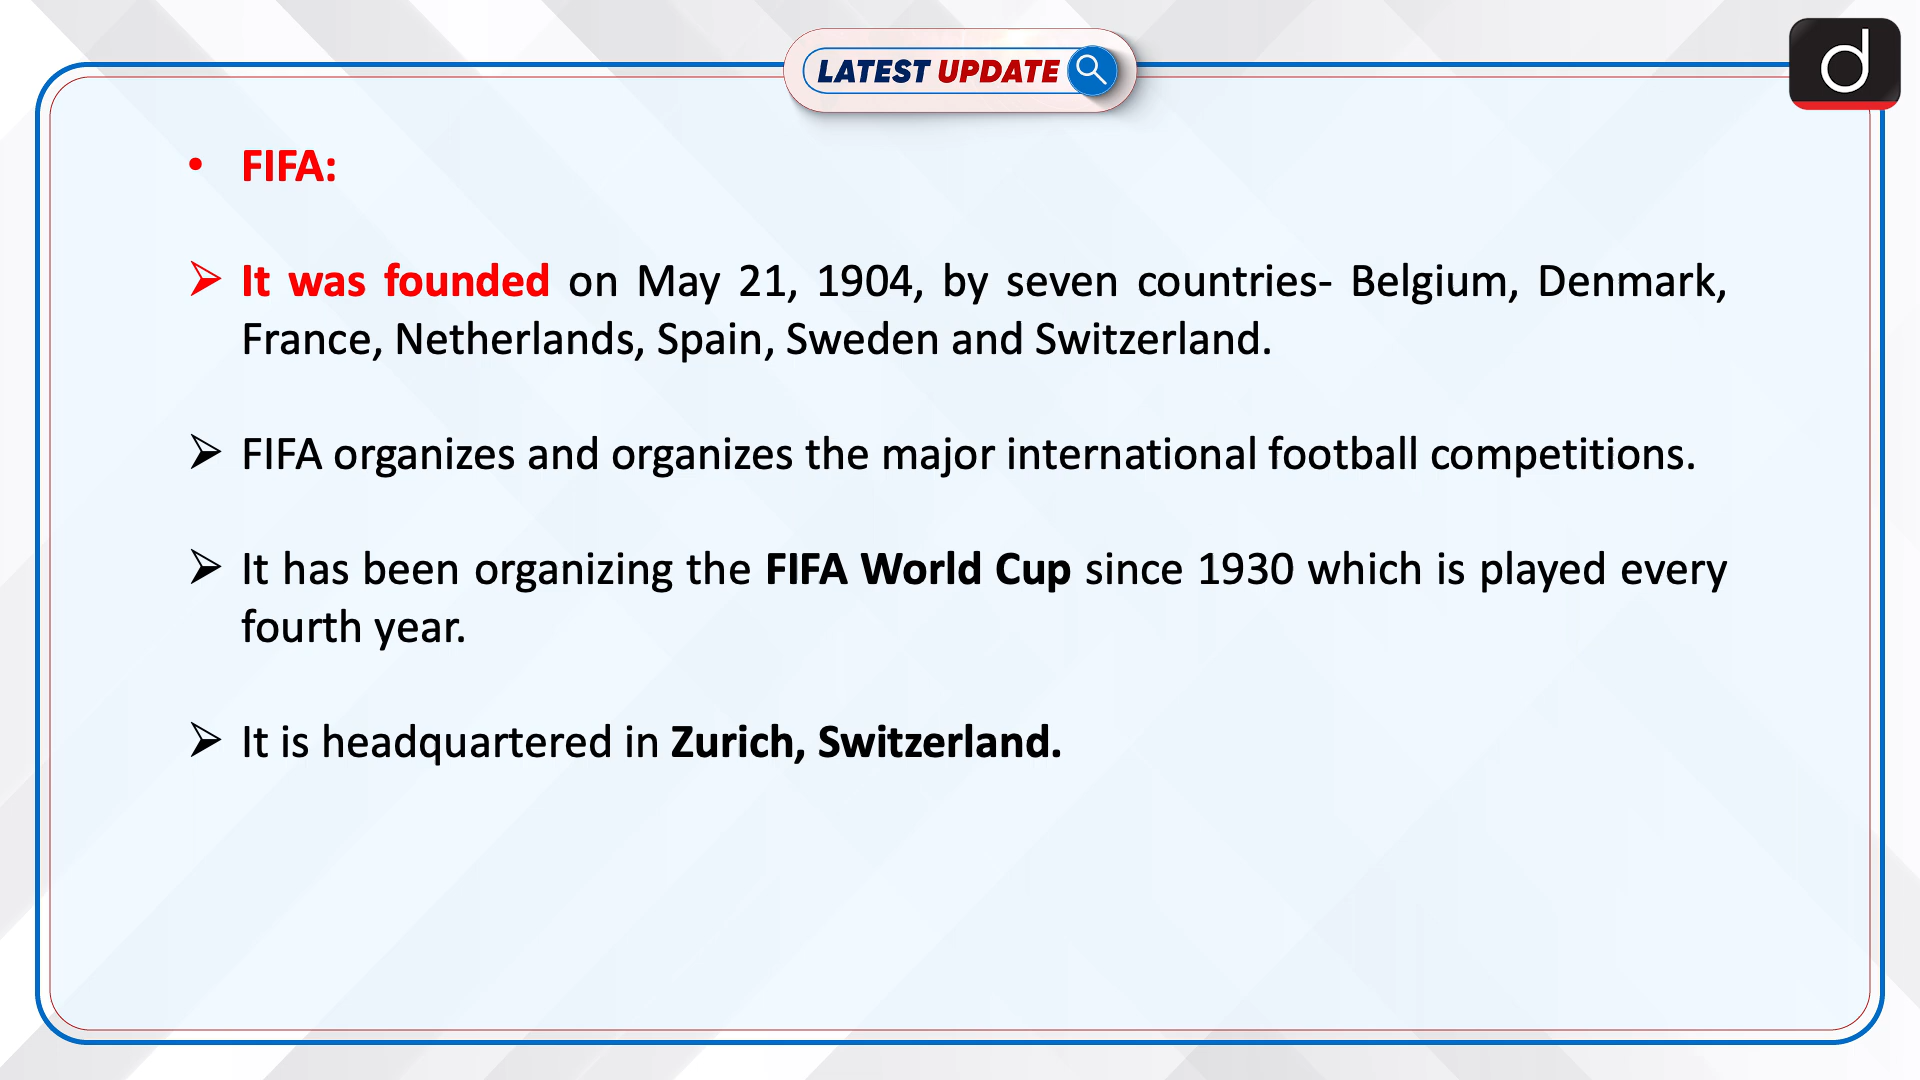 LATEST UPDATE
d
• FIFA:
➢ It was founded on May 21, 1904, by seven countries- Belgium, Denmark,
France, Netherlands, Spain, Sweden and Switzerland.
➢ FIFA organizes and organizes the major international football competitions.
➢ It has been organizing the FIFA World Cup since 1930 which is played every
fourth year.
➢ It is headquartered in Zurich, Switzerland.